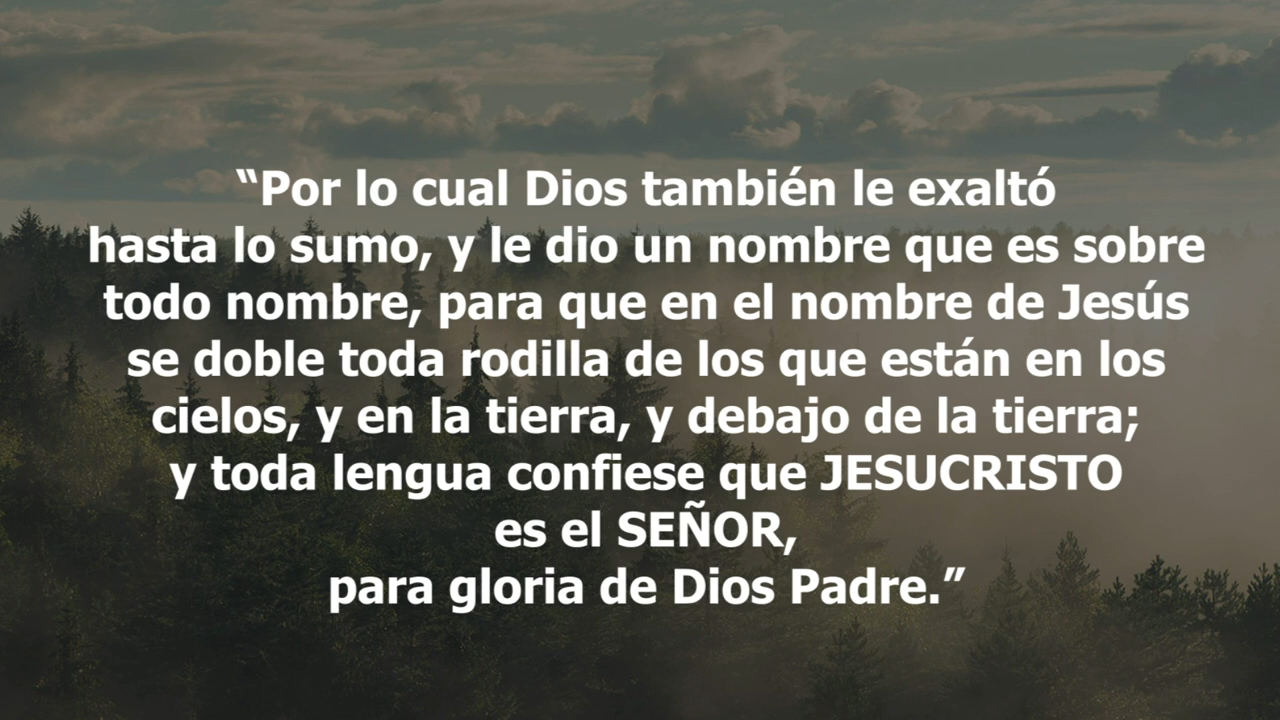 “Por lo cual Dios también le exaltó
hasta lo sumo, y le dio un nombre que es sobre
todo nombre, para que en el nombre de Jesús
se doble toda rodilla de los que están en los
cielos, y en la tierra, y debajo de la tierra;
y toda lengua confiese que JESUCRISTO
es el SEÑOR,
para gloria de Dios Padre.”